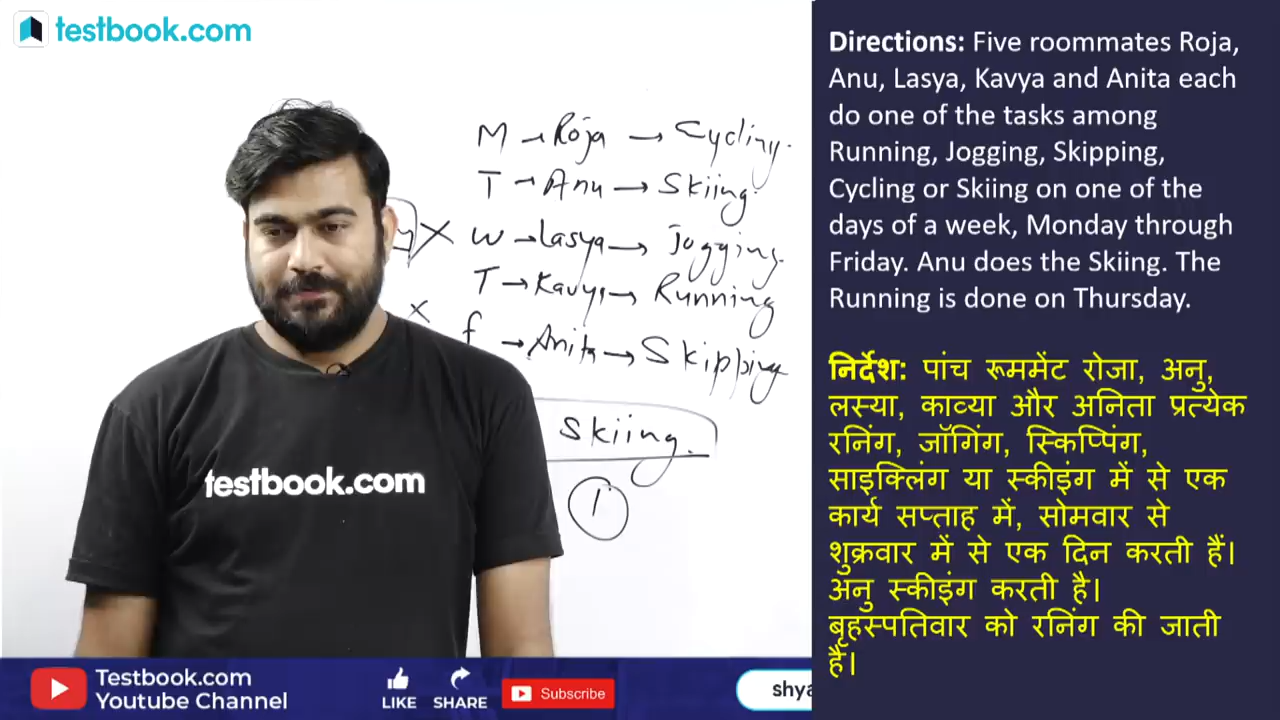 testbook.com
M → Roja → Cycling.
T → Anu → Skiing.
W → Lasya → Jogging.
T → Kavya → Running
f → Anita → Skipping
Skiing.
1
testbook.com
Directions: Five roommates Roja,
Anu, Lasya, Kavya and Anita each
do one of the tasks among
Running, Jogging, Skipping,
Cycling or Skiing on one of the
days of a week, Monday through
Friday. Anu does the Skiing. The
Running is done on Thursday.
निर्देश: पांच रूममेंट रोजा, अनु,
लस्या, काव्या और अनिता प्रत्येक
रनिंग, जॉगिंग, स्किप्पिंग,
साइक्लिंग या स्कीइंग में से एक
कार्य सप्ताह में, सोमवार से
शुक्रवार में से एक दिन करती हैं।
अनु स्कीइंग करती है।
बृहस्पतिवार को रनिंग की जाती
है।
Testbook.com
Youtube Channel
LIKE
SHARE
Subscribe
shya